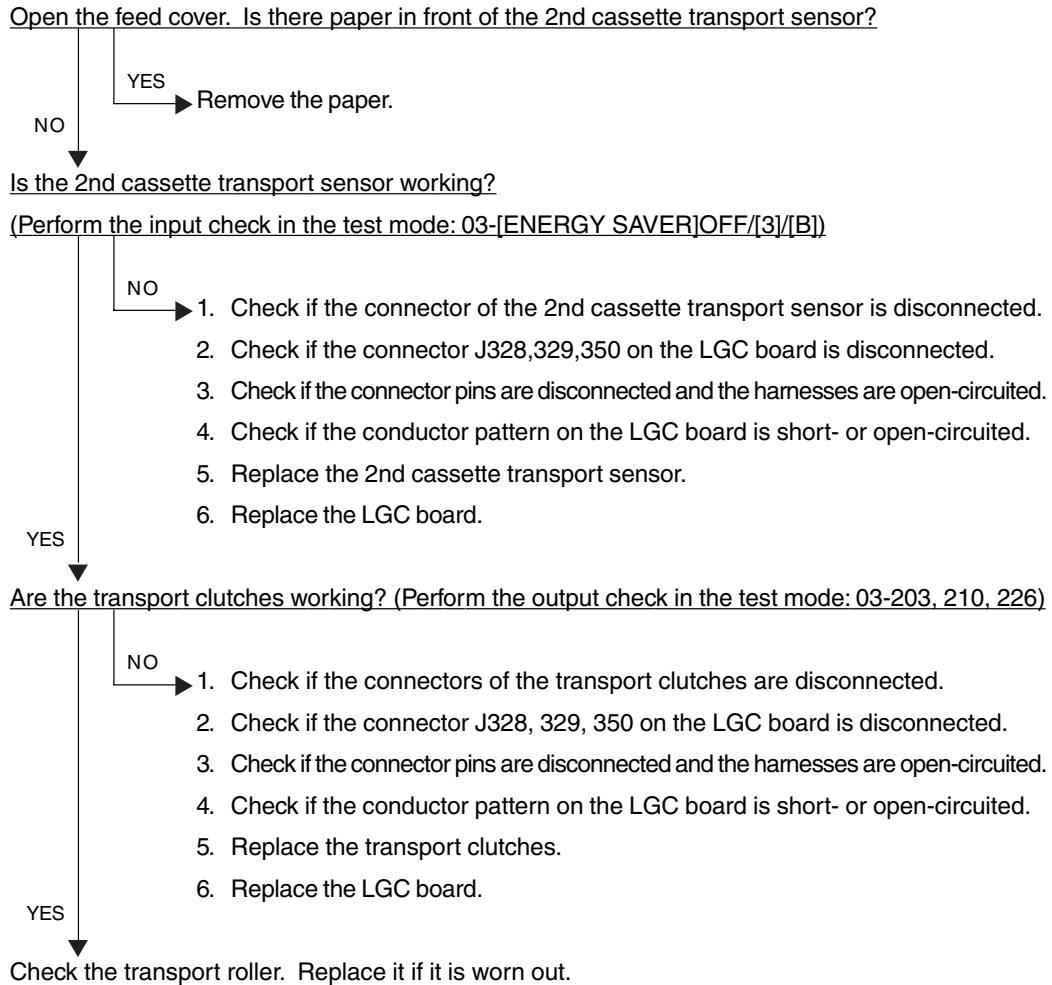 Open the feed cover. Is there paper in front of the 2nd cassette transport sensor?
YES
Remove the paper.
NO
Is the 2nd cassette transport sensor working?
(Perform the input check in the test mode: 03-[ENERGY SAVER]OFF/[3]/[B])
NO
1. Check if the connector of the 2nd cassette transport sensor is disconnected.
2. Check if the connector J328,329,350 on the LGC board is disconnected.
3. Check if the connector pins are disconnected and the harnesses are open-circuited.
4. Check if the conductor pattern on the LGC board is short- or open-circuited.
5. Replace the 2nd cassette transport sensor.
6. Replace the LGC board.
YES
Are the transport clutches working? (Perform the output check in the test mode: 03-203, 210, 226)
NO
1. Check if the connectors of the transport clutches are disconnected.
2. Check if the connector J328, 329, 350 on the LGC board is disconnected.
3. Check if the connector pins are disconnected and the harnesses are open-circuited.
4. Check if the conductor pattern on the LGC board is short- or open-circuited.
5. Replace the transport clutches.
6. Replace the LGC board.
YES
Check the transport roller. Replace it if it is worn out.